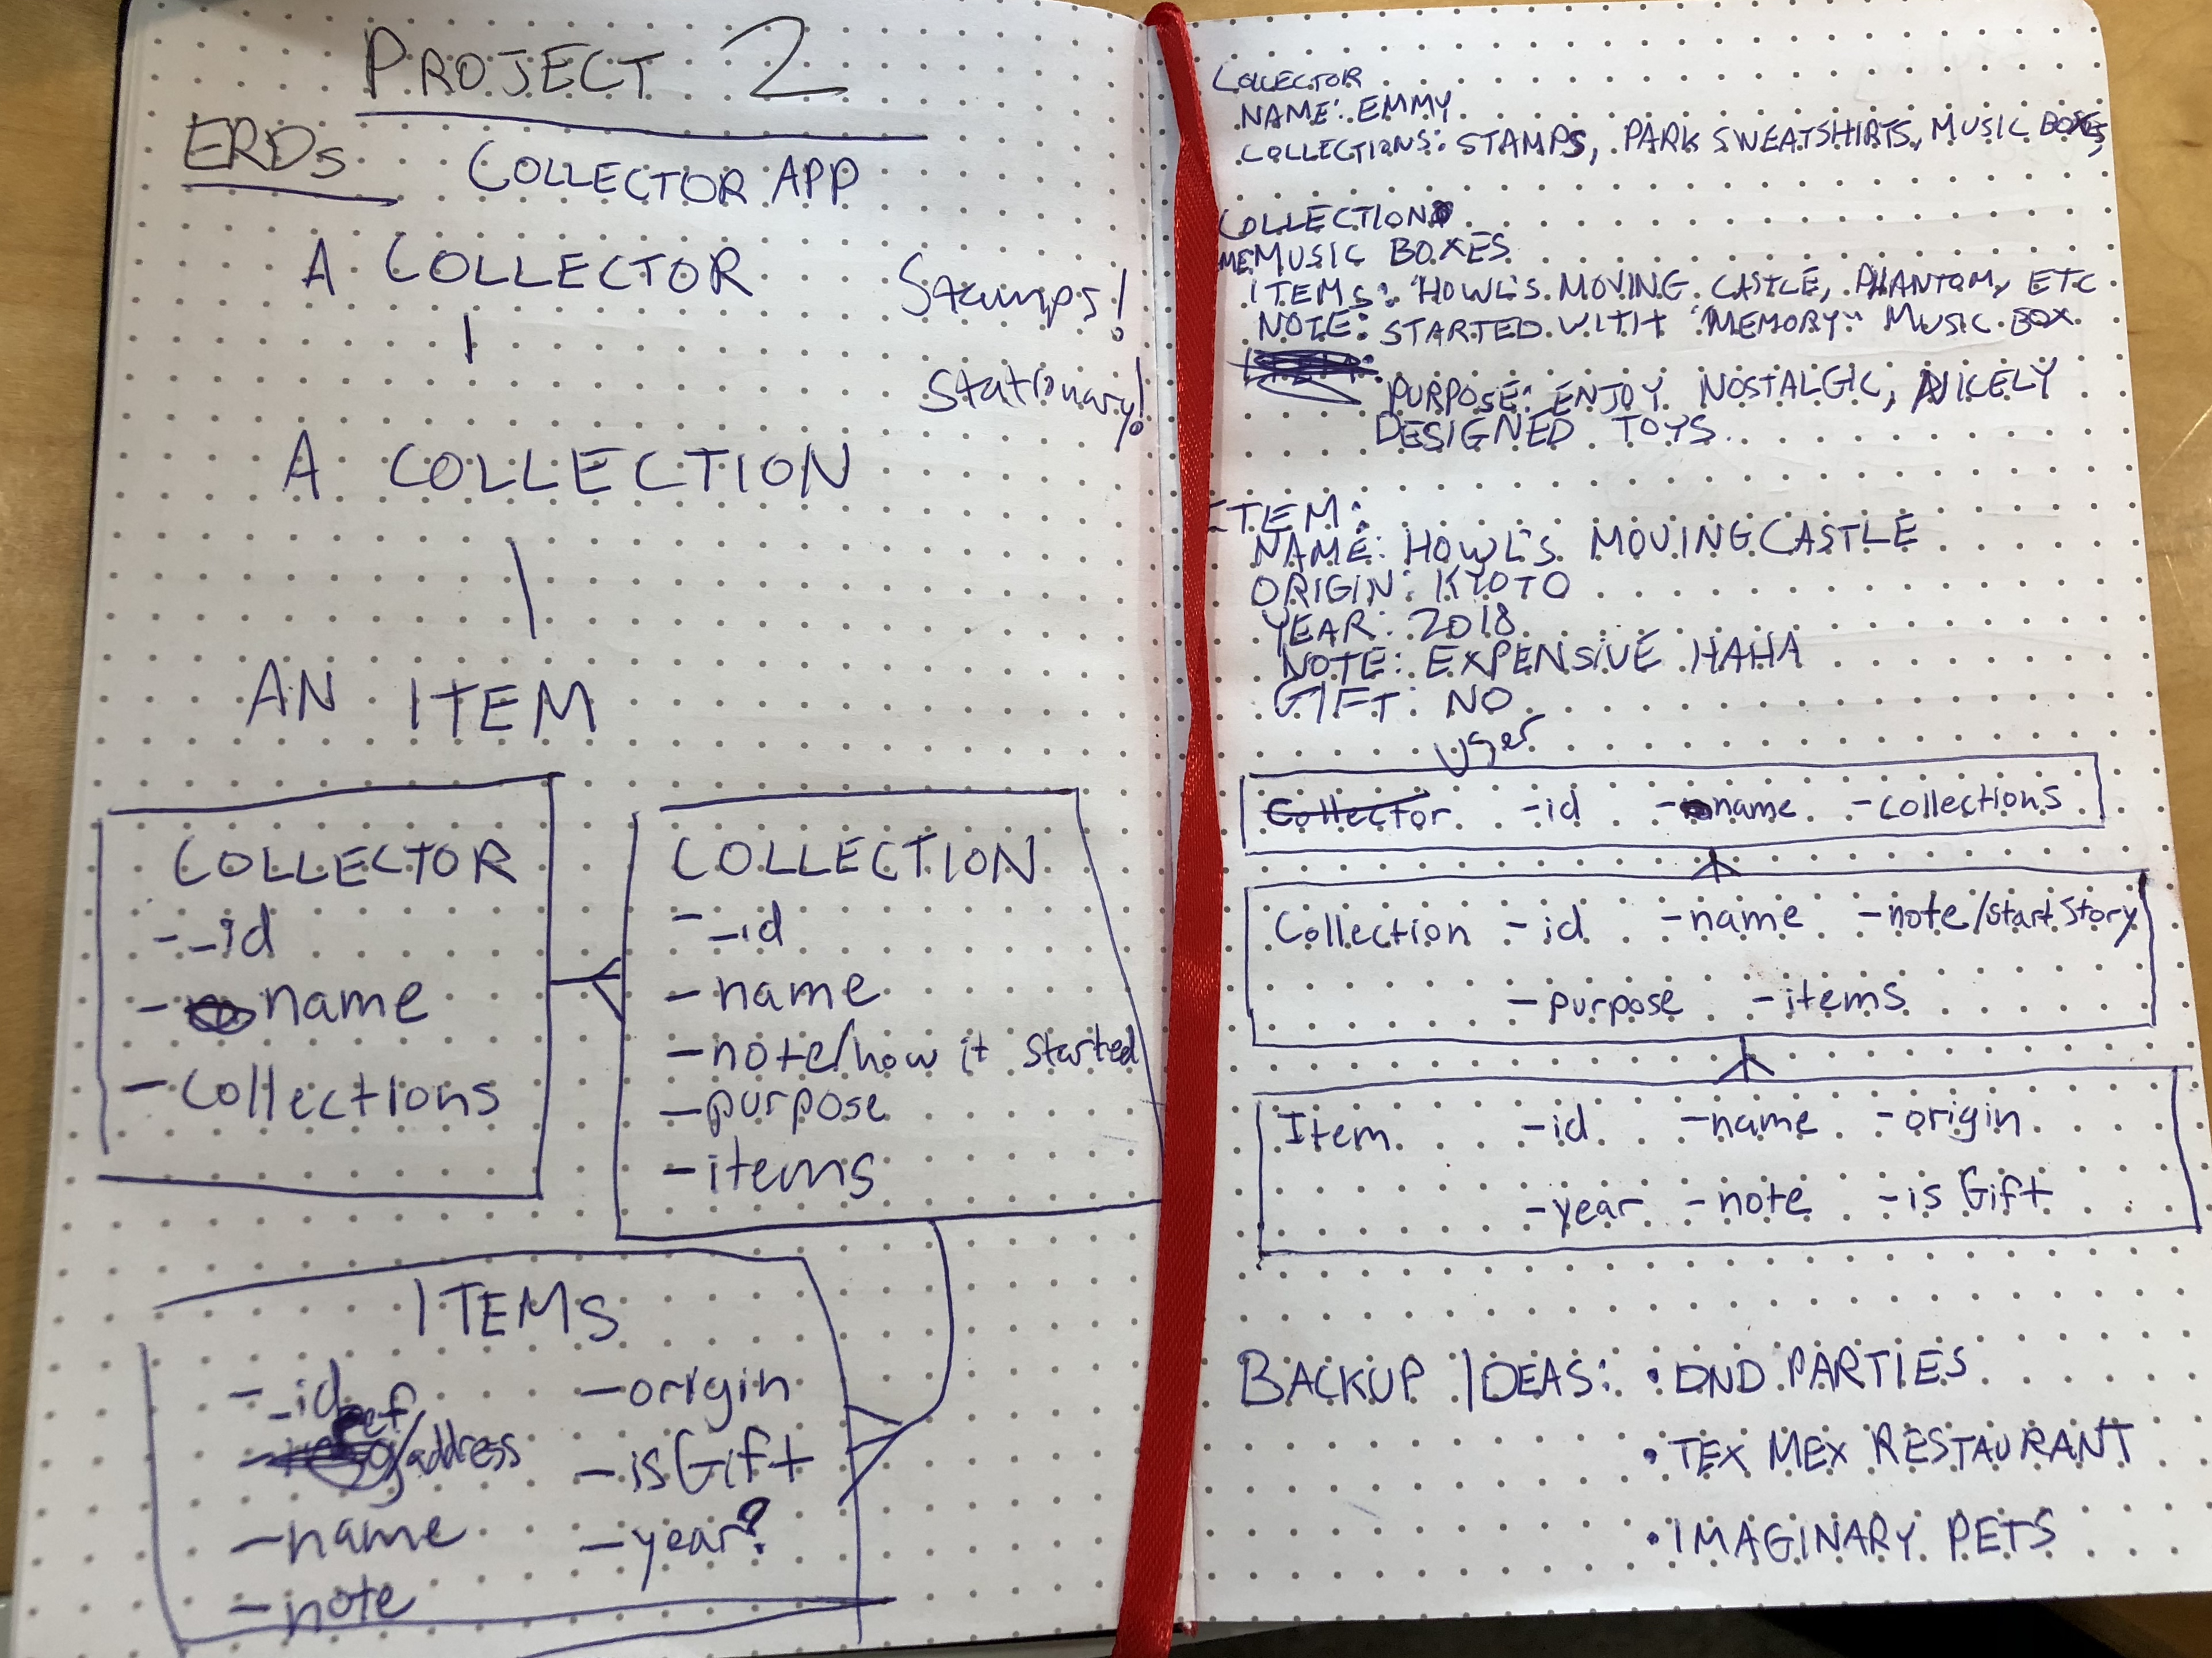 PROJECT 2
ERDs
COLLECTOR APP
A COLLECTOR
Stamps!
Stationary!
A COLLECTION
AN ITEM
COLLECTOR
- _id
- name
- collections
COLLECTION
- _id
- name
- note/how it started
- purpose
- items
ITEMS
- _id
ref/address
- name
- note
- origin
- isGift
- year?
COLLECTOR
NAME: EMMY
COLLECTIONS: STAMPS, PARK SWEATSHIRTS, MUSIC BOXES,
COLLECTION
MUSIC BOXES
ITEMS: HOWL'S MOVING CASTLE, PHANTOM, ETC
NOTE: STARTED WITH "MEMORY" MUSIC BOX
PURPOSE: ENJOY NOSTALGIC, NICELY
DESIGNED TOYS
ITEM:
NAME: HOWL'S MOVING CASTLE
ORIGIN: KYOTO
YEAR: 2018
NOTE: EXPENSIVE HAHA
GIFT: NO
User
Collector -id -name -collections
Collection -id -name -note/start story
-purpose -items
Item -id -name -origin
-year -note -is Gift
BACKUP IDEAS: • DND PARTIES
• TEX MEX RESTAURANT
• IMAGINARY PETS